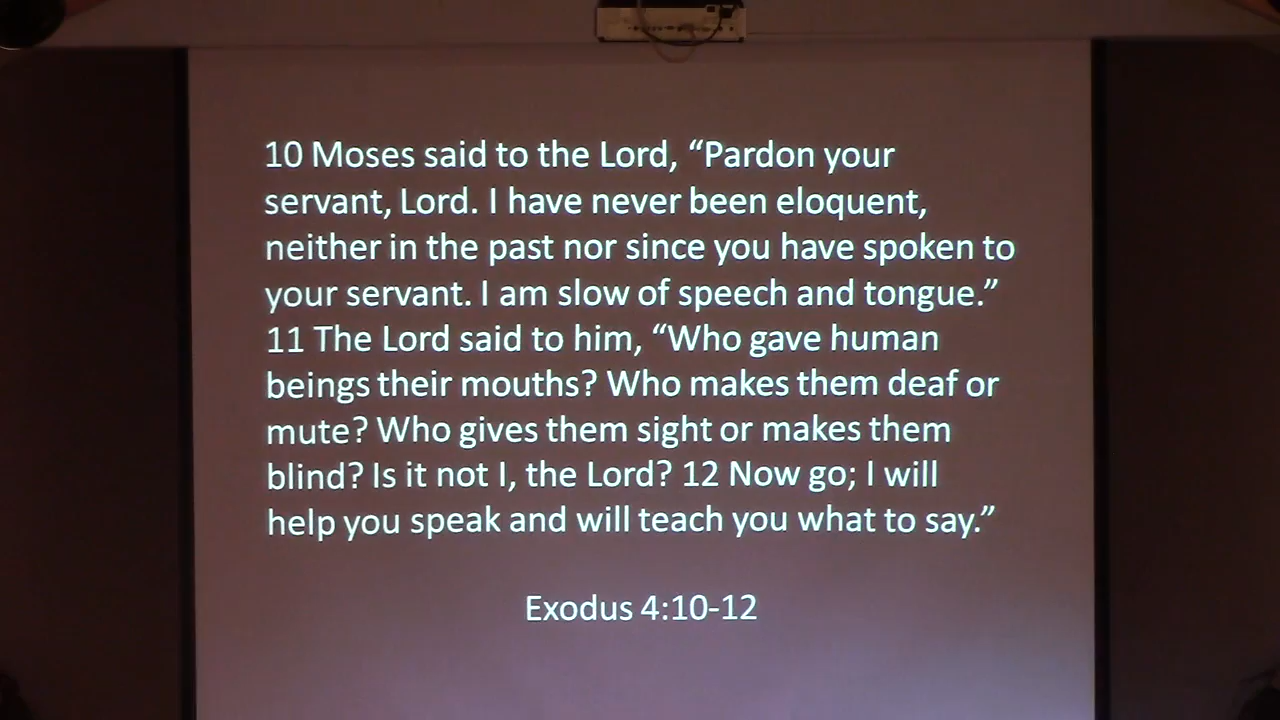 10 Moses said to the Lord, “Pardon your
servant, Lord. I have never been eloquent,
neither in the past nor since you have spoken to
your servant. I am slow of speech and tongue.”
11 The Lord said to him, “Who gave human
beings their mouths? Who makes them deaf or
mute? Who gives them sight or makes them
blind? Is it not I, the Lord? 12 Now go; I will
help you speak and will teach you what to say.”
Exodus 4:10-12